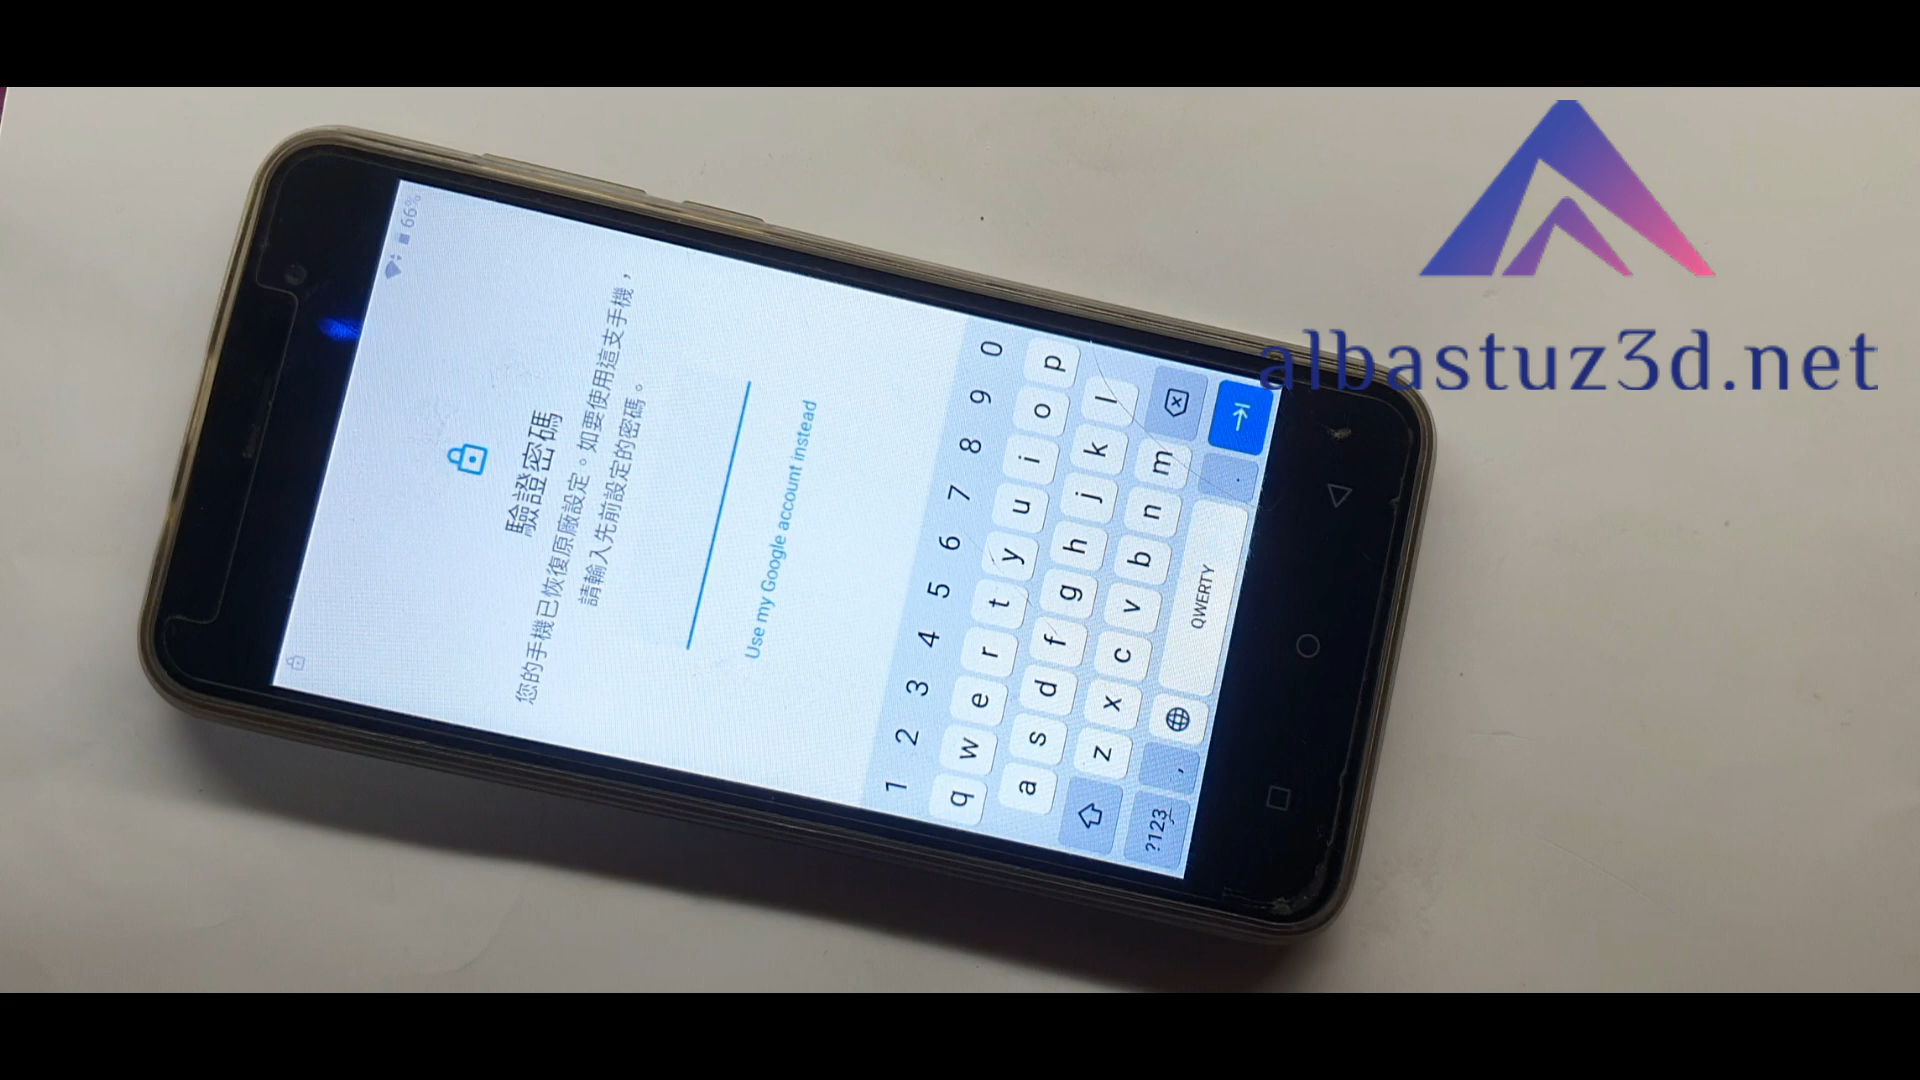 66%
驗證密碼
您的手機已恢復原廠設定。如要使用這支手機，
請輸入先前設定的密碼。
Use my Google account instead
1 2 3 4 5 6 7 8 9 0
q w e r t y u i o p
a s d f g h j k l
z x c v b n m
?123 , QWERTY .
albastuz3d.net